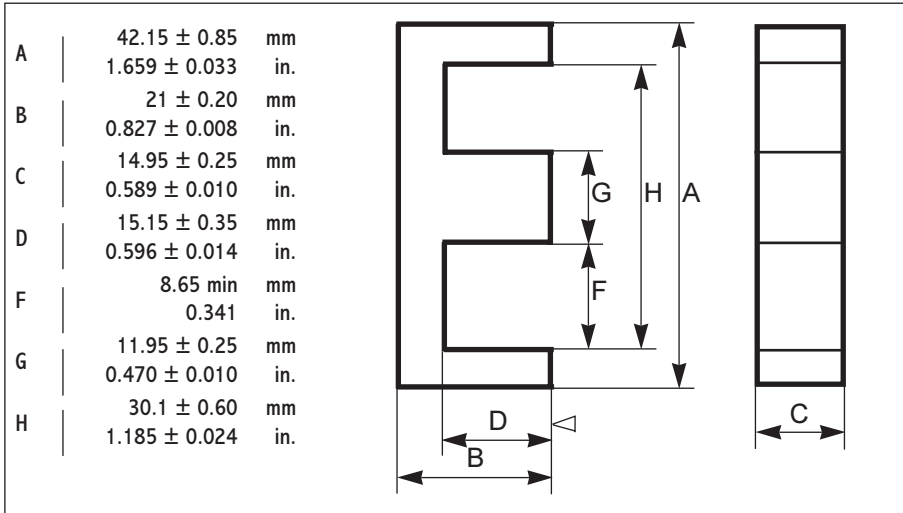 A 42.15 ± 0.85 mm
1.659 ± 0.033 in.
B 21 ± 0.20 mm
0.827 ± 0.008 in.
C 14.95 ± 0.25 mm
0.589 ± 0.010 in.
D 15.15 ± 0.35 mm
0.596 ± 0.014 in.
F 8.65 min mm
0.341 in.
G 11.95 ± 0.25 mm
0.470 ± 0.010 in.
H 30.1 ± 0.60 mm
1.185 ± 0.024 in.
G H A
F
D
B
C